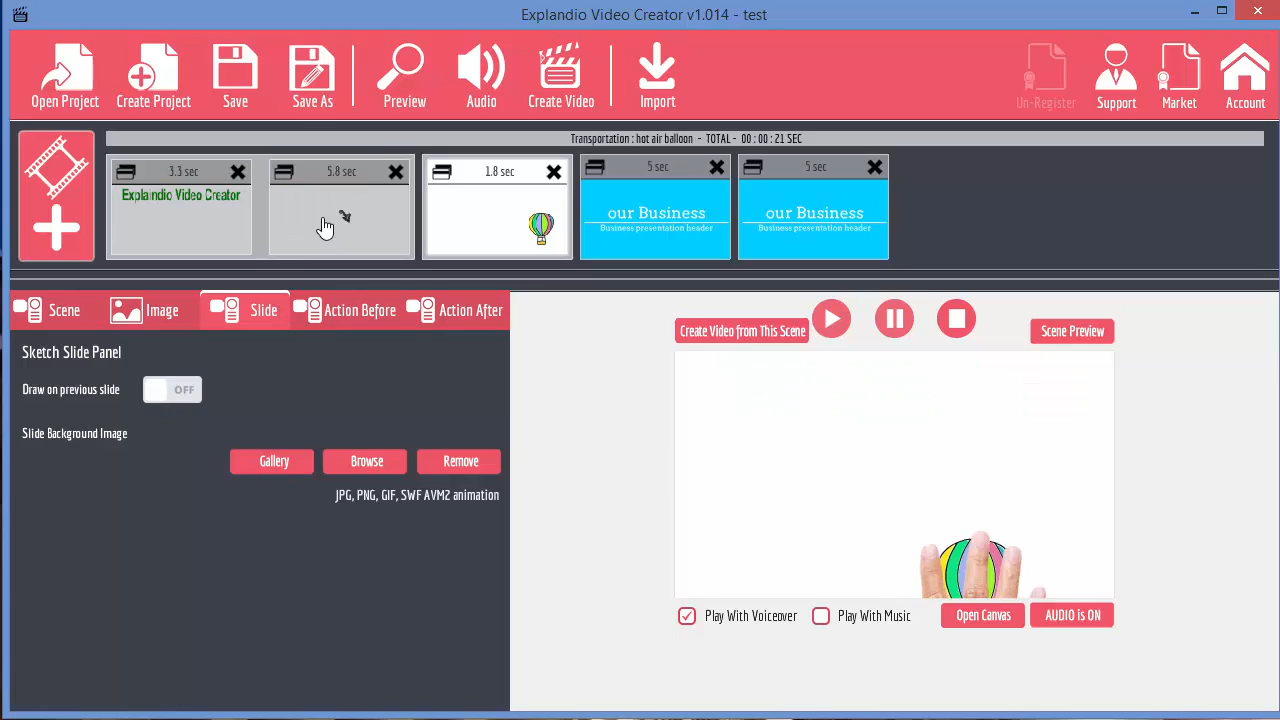 Explandio Video Creator v1.014 - test
Open Project
Create Project
Save
Save As
Preview
Audio
Create Video
Import
Un-Register
Support
Market
Account
Transportation : hot air balloon - TOTAL - 00 : 00 : 21 SEC
3.3 sec
5.8 sec
1.8 sec
5 sec
5 sec
Explaindio Video Creator
our Business
Business presentation header
our Business
Business presentation header
Scene
Image
Slide
Action Before
Action After
Sketch Slide Panel
Draw on previous slide
OFF
Slide Background Image
Gallery
Browse
Remove
JPG, PNG, GIF, SWF AVM2 animation
Create Video from This Scene
Scene Preview
Play With Voiceover
Play With Music
Open Canvas
AUDIO is ON